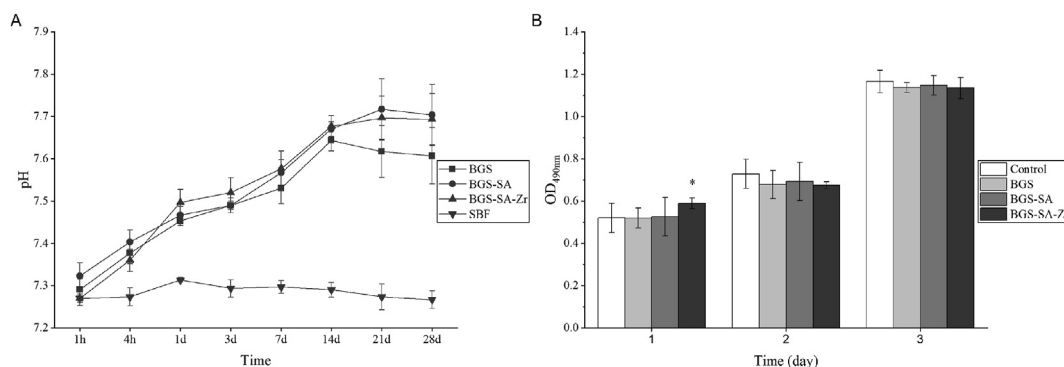 A
7.9
7.8
7.7
7.6
7.5
7.4
7.3
7.2
pH
1h
4h
1d
3d
7d
14d
21d
28d
Time
BGS
BGS-SA
BGS-SA-Zr
SBF
B
1.4
1.2
1.0
0.8
0.6
0.4
0.2
0.0
OD490nm
*
1
2
3
Time (day)
Control
BGS
BGS-SA
BGS-SA-Z